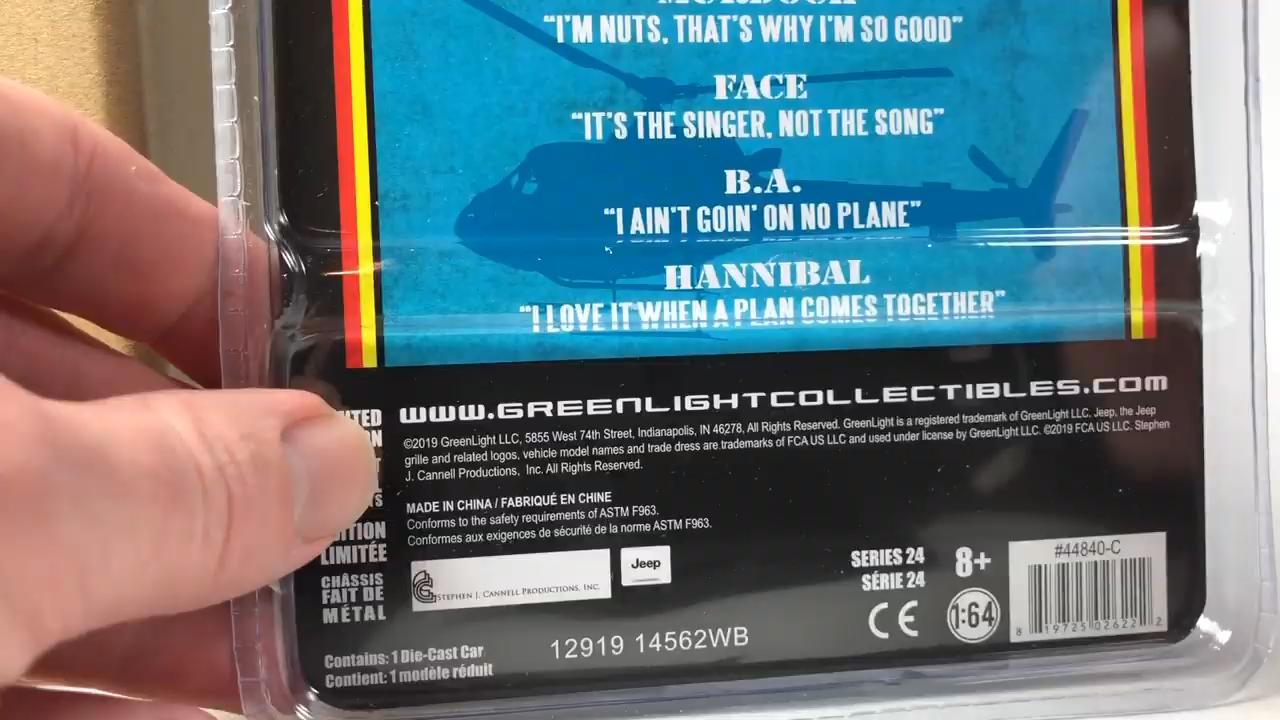 "I'M NUTS, THAT'S WHY I'M SO GOOD"
FACE
"IT'S THE SINGER, NOT THE SONG"
B.A.
"I AIN'T GOIN' ON NO PLANE"
HANNIBAL
"I LOVE IT WHEN A PLAN COMES TOGETHER"
WWW.GREENLIGHTCOLLECTIBLES.COM
©2019 GreenLight LLC, 5855 West 74th Street, Indianapolis, IN 46278, All Rights Reserved. GreenLight is a registered trademark of GreenLight LLC. Jeep, the Jeep
grille and related logos, vehicle model names and trade dress are trademarks of FCA US LLC and used under license by GreenLight LLC. ©2019 FCA US LLC. Stephen
J. Cannell Productions, Inc. All Rights Reserved.
MADE IN CHINA / FABRIQUÉ EN CHINE
Conforms to the safety requirements of ASTM F963.
Conformes aux exigences de sécurité de la norme ASTM F963.
LIMITÉE
CHÂSSIS
FAIT DE
MÉTAL
STEPHEN J. CANNELL PRODUCTIONS, INC.
Jeep
SERIES 24
SÉRIE 24
8+
CE
1:64
#44840-C
8 19725 02622 2
12919 14562WB
Contains: 1 Die-Cast Car
Contient: 1 modèle réduit